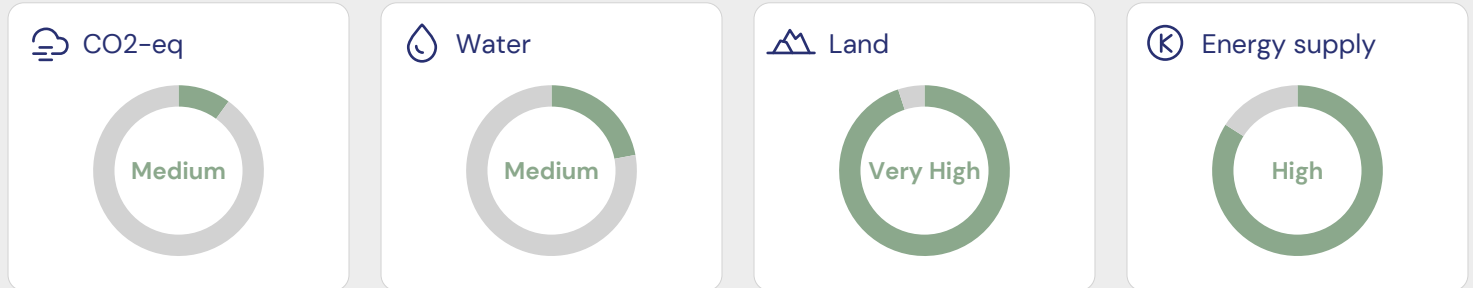 CO2-eq
Medium
Water
Medium
Land
Very High
Energy supply
High